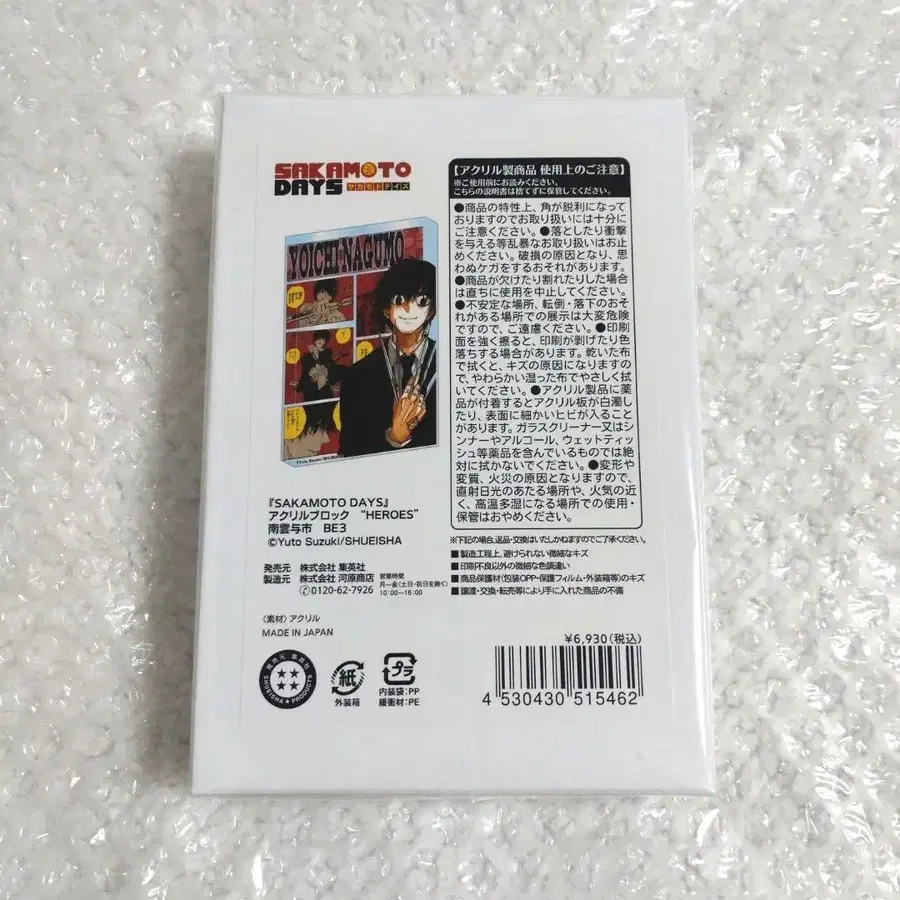 SAKAMOTO
DAYS サカモトデイズ
YOICHI NAGUMO
©Yuto Suzuki/SHUEISHA
『SAKAMOTO DAYS』
アクリルブロック “HEROES”
南雲与市 BE3
©Yuto Suzuki/SHUEISHA
発売元 株式会社 集英社
製造元 株式会社 河原商店
✆0120-62-7926
営業時間
月~金(土日・祝日を除く)
10:00~16:00
〈素材〉アクリル
MADE IN JAPAN
発売元 集英社
SHUEISHA★PRODUCTS
紙
外装箱
プラ
内装袋:PP
緩衝材:PE
【アクリル製商品 使用上のご注意】
※ご使用前にお読みください。
こちらの説明書は捨てずに保管してください。
●商品の特性上、角が鋭利になって
おりますのでお取り扱いには十分に
ご注意ください。●落としたり衝撃
を与える等乱暴なお取り扱いはお止
めください。破損の原因となり、思
わぬケガをするおそれがあります。
●商品が欠けたり割れたりした場合
は直ちに使用を中止してください。
●不安定な場所、転倒・落下のおそ
れがある場所での展示は大変危険
ですので、ご遠慮ください。●印刷
面を強く擦ると、印刷が剥げたり色
落ちする場合があります。乾いた布
で拭くと、キズの原因になりますの
で、やわらかい湿った布でやさしく拭
いてください。●アクリル製品に薬
品が付着するとアクリル板が白濁し
たり、表面に細かいヒビが入ること
があります。ガラスクリーナー又はシ
ンナーやアルコール、ウェットティッ
シュ等薬品を含んでいるものでは絶
対に拭かないでください。●変形や
変質、火災の原因となりますので、
直射日光のあたる場所や、火気の近
く、高温多湿になる場所での使用・
保管はおやめください。
※下記の場合、返品・交換はいたしかねますのでご了承ください。
■製造工程上、避けられない微細なキズ
■印刷不良以外の微細な色調違い
■商品保護材(包装OPP・保護フィルム・外装箱等)のキズ
■譲渡・交換・転売等により手に入れた商品の不備
¥6,930(税込)
4 530430 515462